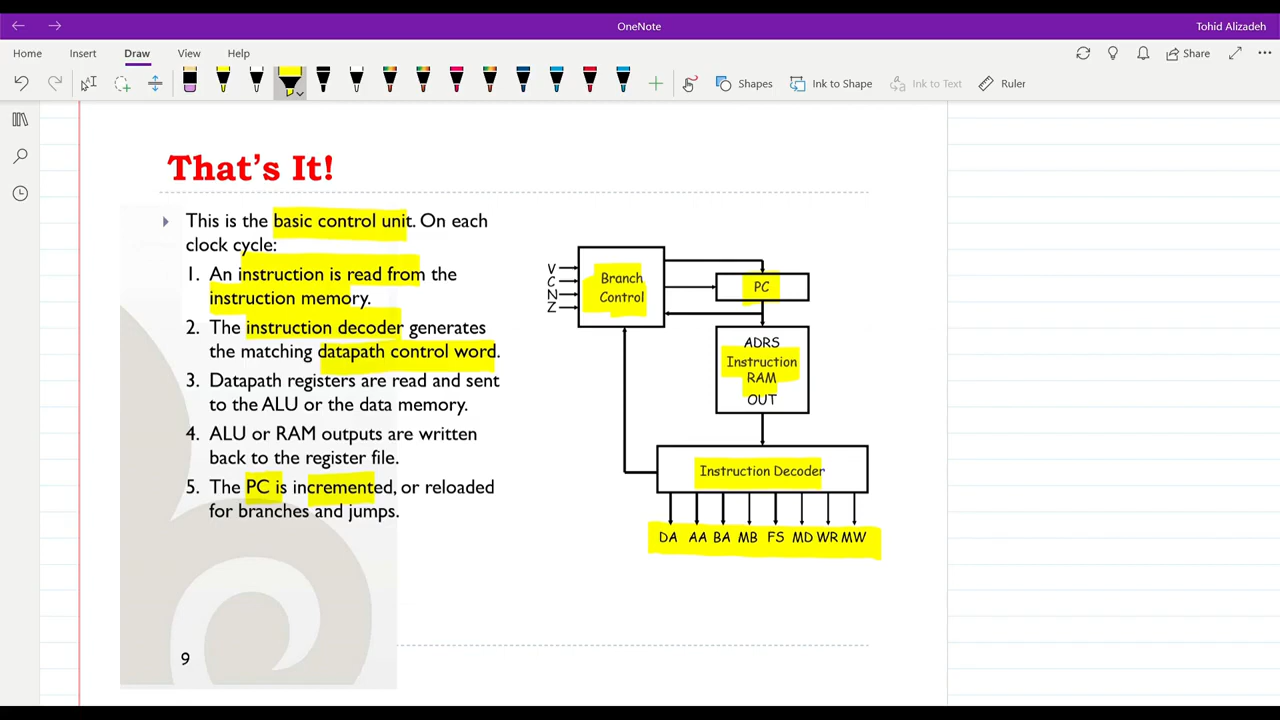 OneNote
Tohid Alizadeh
Home Insert Draw View Help
Share
Shapes
Ink to Shape
Ink to Text
Ruler
That's It!
This is the basic control unit. On each
clock cycle:
1. An instruction is read from the
instruction memory.
2. The instruction decoder generates
the matching datapath control word.
3. Datapath registers are read and sent
to the ALU or the data memory.
4. ALU or RAM outputs are written
back to the register file.
5. The PC is incremented, or reloaded
for branches and jumps.
9
V
C
N
Z
Branch
Control
PC
ADRS
Instruction
RAM
OUT
Instruction Decoder
DA AA BA MB FS MD WR MW